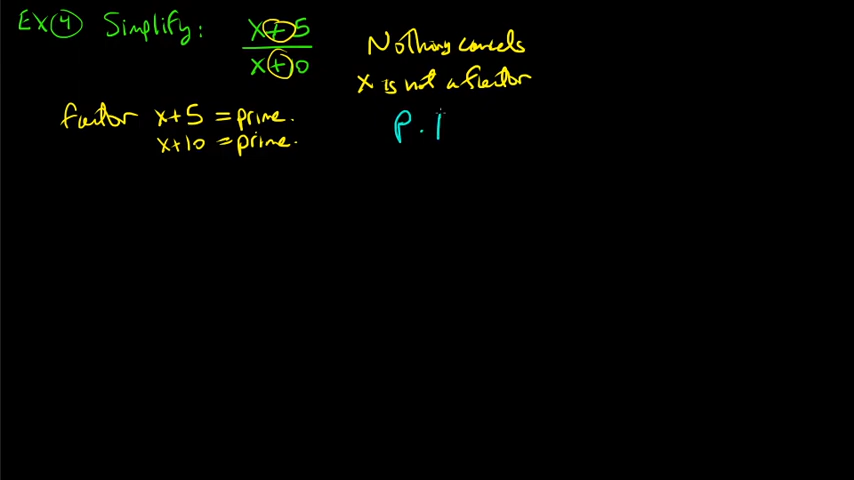 EX④ Simplify: x+5
x+10
Nothing cancels
x is not a factor
factor x+5 = prime.
x+10 = prime.
P. 1